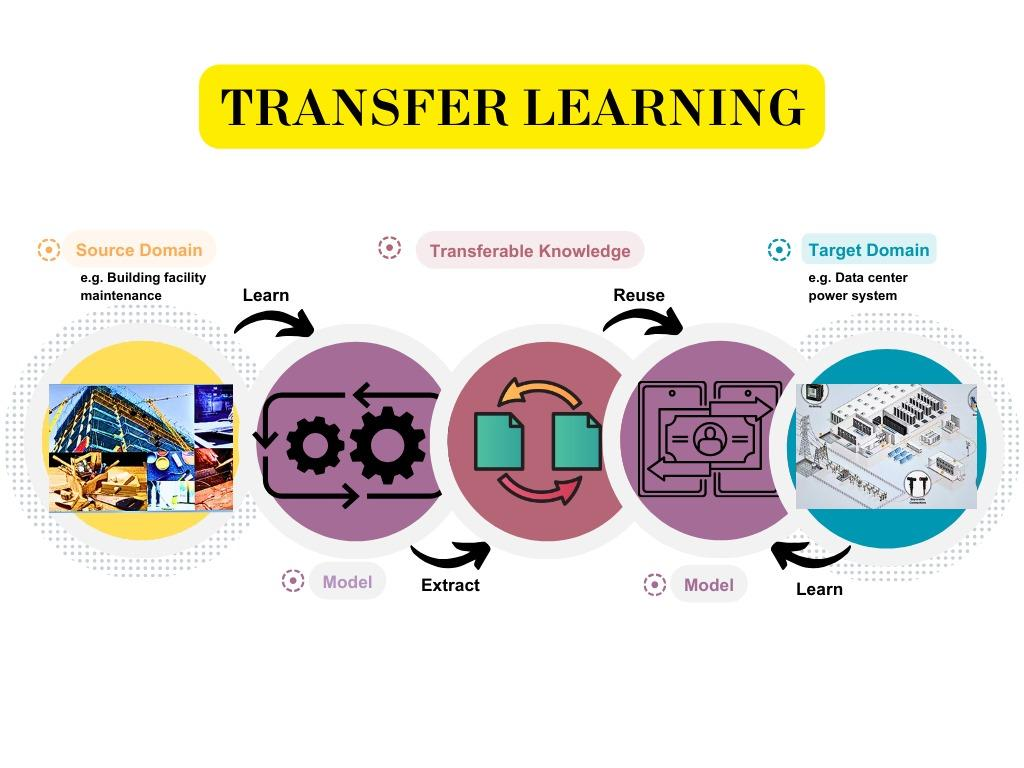 TRANSFER LEARNING
Source Domain
e.g. Building facility
maintenance
Transferable Knowledge
Target Domain
e.g. Data center
power system
Learn
Reuse
Model
Extract
Model
Learn